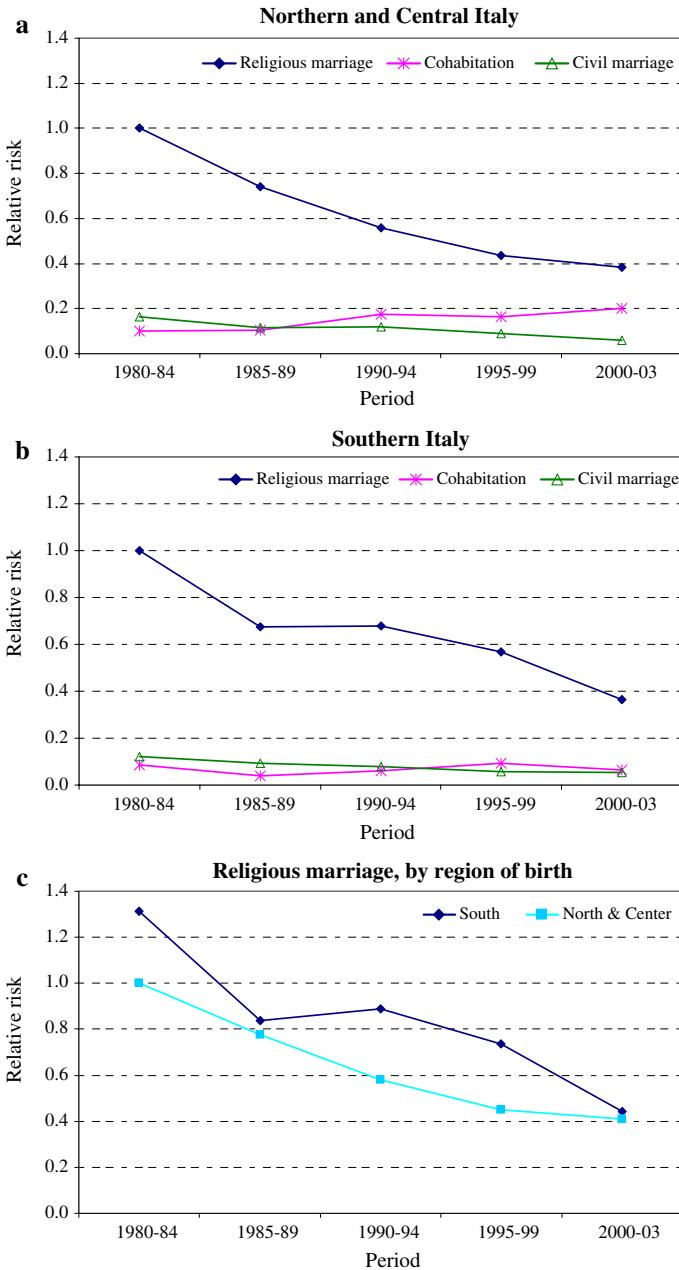 a
Northern and Central Italy
1.4
Religious marriage Cohabitation Civil marriage
1.2
1.0
0.8
0.6
0.4
0.2
0.0
Relative risk
1980-84 1985-89 1990-94 1995-99 2000-03
Period
b
Southern Italy
1.4
Religious marriage Cohabitation Civil marriage
1.2
1.0
0.8
0.6
0.4
0.2
0.0
Relative risk
1980-84 1985-89 1990-94 1995-99 2000-03
Period
c
Religious marriage, by region of birth
1.4
South North & Center
1.2
1.0
0.8
0.6
0.4
0.2
0.0
Relative risk
1980-84 1985-89 1990-94 1995-99 2000-03
Period